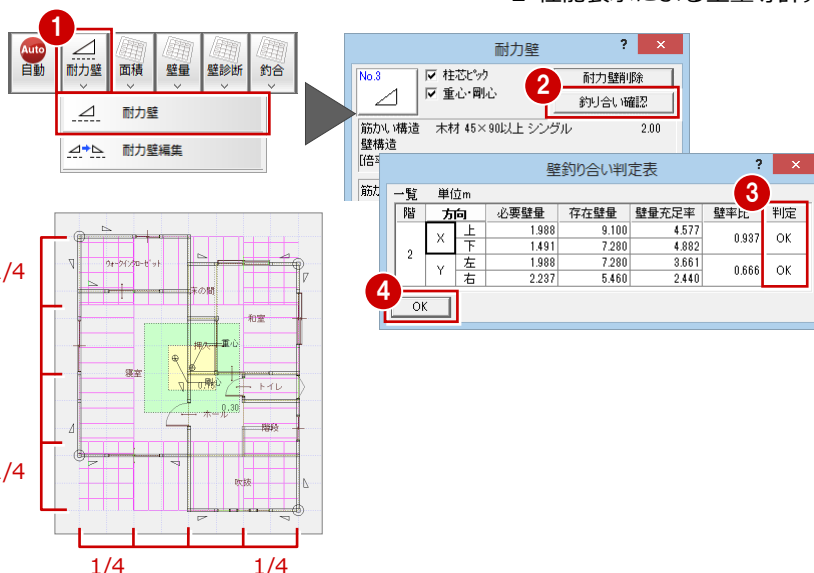 1
Auto
自動 耐力壁 面積 壁量 壁診断 釣合
耐力壁
耐力壁編集
耐力壁 ? ×
No.3
柱芯ピック
重心・剛心
耐力壁削除
2
釣り合い確認
筋かい構造 木材 45×90以上 シングル 2.00
壁構造
壁釣り合い判定表 ? ×
3
一覧 単位m
階 方向 必要壁量 存在壁量 壁量充足率 壁率比 判定
2 X 上 1.988 9.100 4.577 0.937 OK
下 1.491 7.280 4.882
Y 左 1.988 7.280 3.661 0.666 OK
右 2.237 5.460 2.440
4
OK
ウォークインクローゼット
床の間
和室
押入
重心
寝室
剛心
0.15
0.30
トイレ
ホール
階段
吹抜
1/4
1/4
1/4
1/4